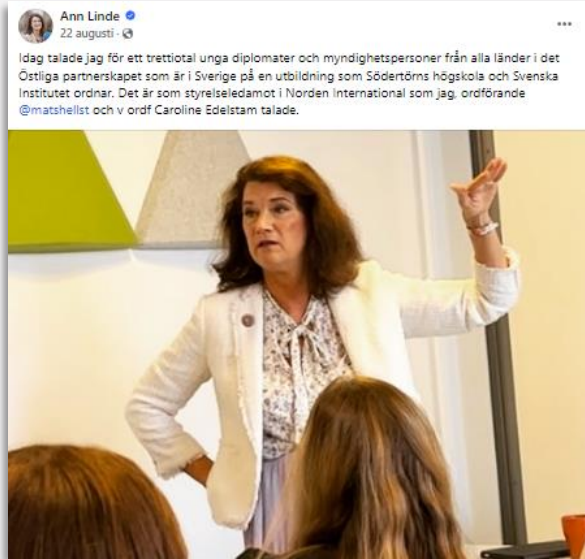 Ann Linde
22 augusti ·
Idag talade jag för ett trettiotal unga diplomater och myndighetspersoner från alla länder i det
Östliga partnerskapet som är i Sverige på en utbildning som Södertörns högskola och Svenska
Institutet ordnar. Det är som styrelseledamot i Norden International som jag, ordförande
@matshellst och v ordf Caroline Edelstam talade.